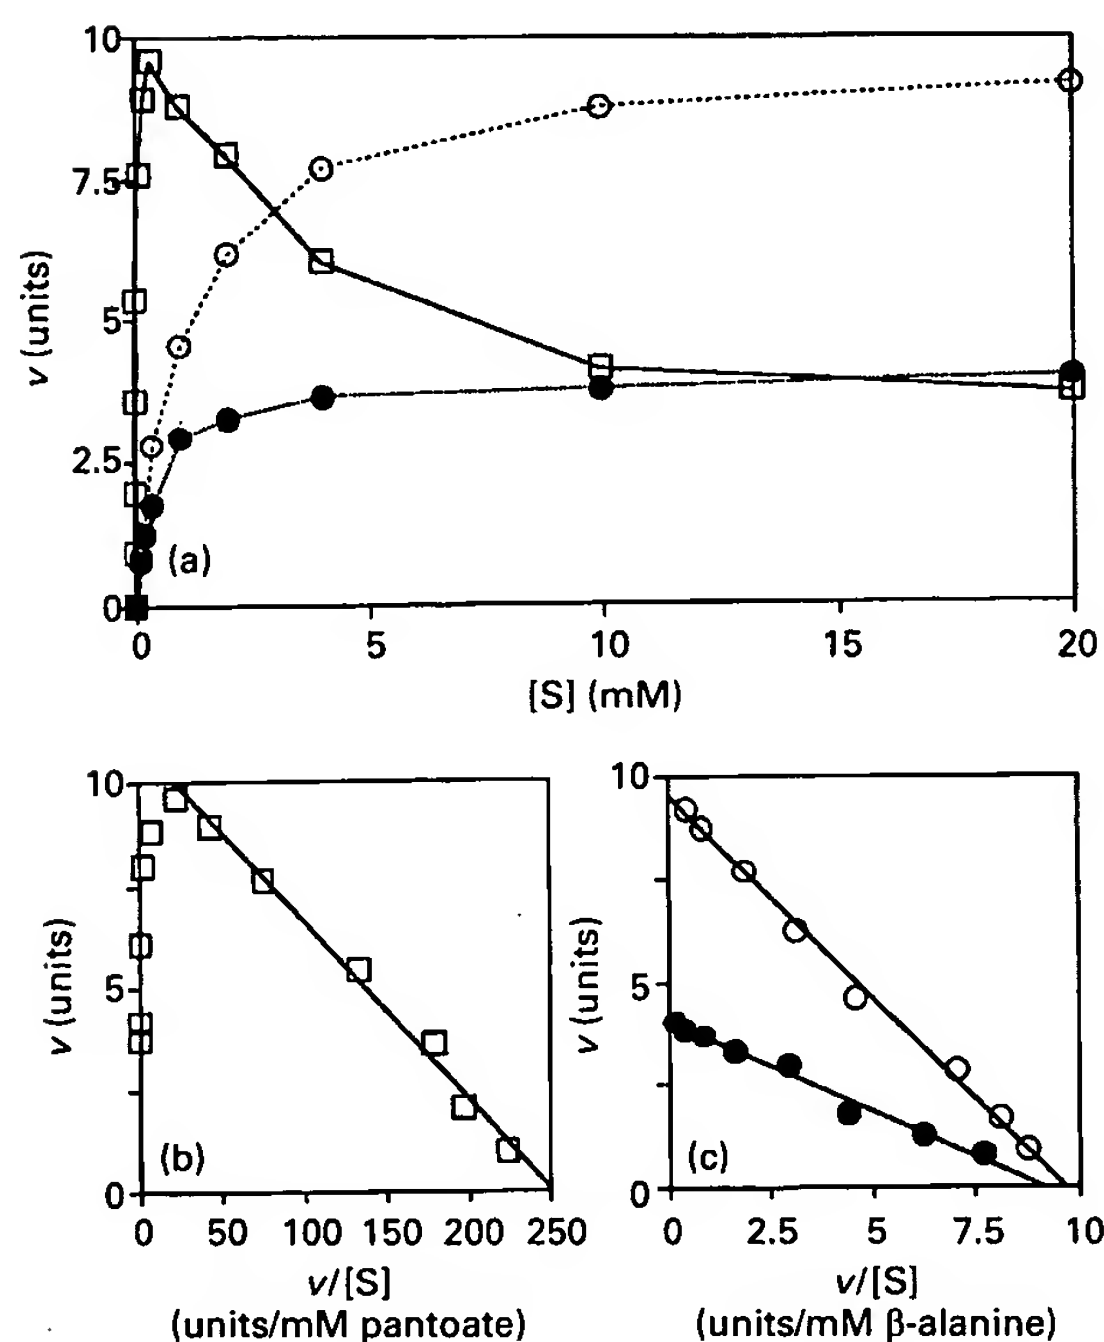 10
7.5
5
2.5
0
v (units)
(a)
0 5 10 15 20
[S] (mM)
10
5
0
v (units)
(b)
0 50 100 150 200 250
v/[S]
(units/mM pantoate)
10
5
0
v (units)
(c)
0 2.5 5 7.5 10
v/[S]
(units/mM β-alanine)